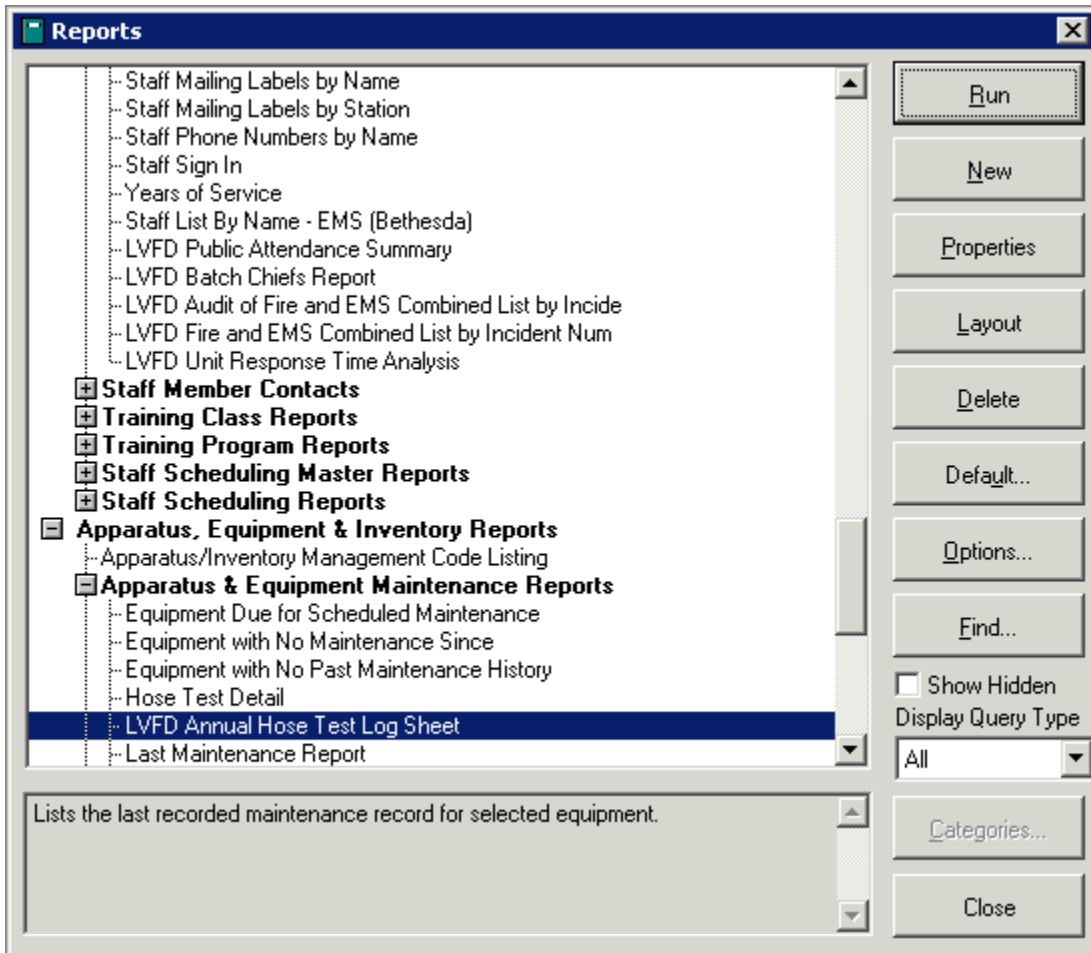 Reports
Staff Mailing Labels by Name
Staff Mailing Labels by Station
Staff Phone Numbers by Name
Staff Sign In
Years of Service
Staff List By Name - EMS (Bethesda)
LVFD Public Attendance Summary
LVFD Batch Chiefs Report
LVFD Audit of Fire and EMS Combined List by Incide
LVFD Fire and EMS Combined List by Incident Num
LVFD Unit Response Time Analysis
Staff Member Contacts
Training Class Reports
Training Program Reports
Staff Scheduling Master Reports
Staff Scheduling Reports
Apparatus, Equipment & Inventory Reports
Apparatus/Inventory Management Code Listing
Apparatus & Equipment Maintenance Reports
Equipment Due for Scheduled Maintenance
Equipment with No Maintenance Since
Equipment with No Past Maintenance History
Hose Test Detail
LVFD Annual Hose Test Log Sheet
Last Maintenance Report
Lists the last recorded maintenance record for selected equipment.
Run
New
Properties
Layout
Delete
Default...
Options...
Find...
Show Hidden
Display Query Type
All
Categories...
Close